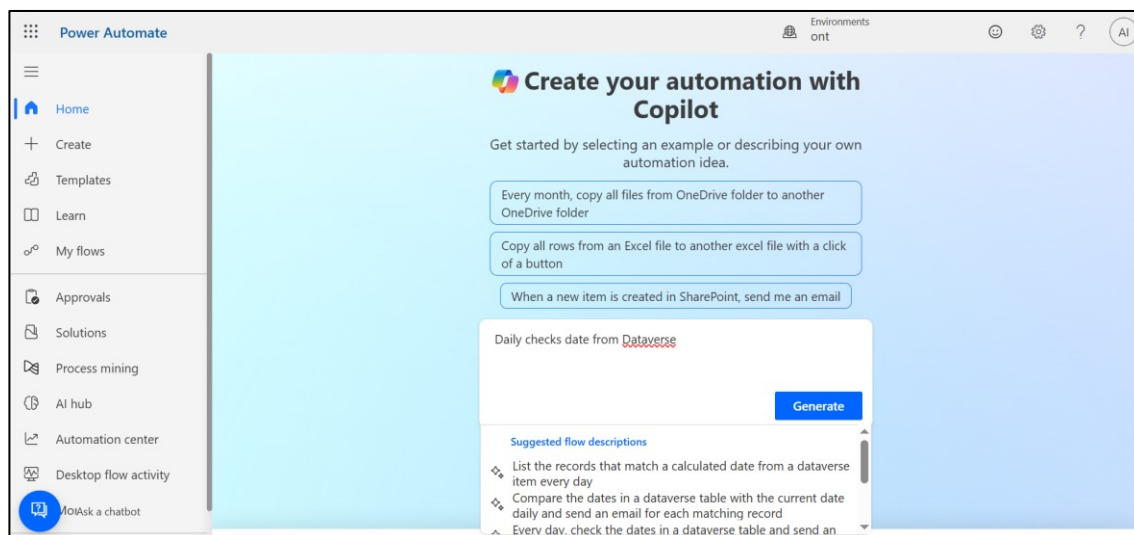 Power Automate
Environments
ont
?
AI
Home
Create
Templates
Learn
My flows
Approvals
Solutions
Process mining
AI hub
Automation center
Desktop flow activity
Ask a chatbot
Create your automation with
Copilot
Get started by selecting an example or describing your own
automation idea.
Every month, copy all files from OneDrive folder to another
OneDrive folder
Copy all rows from an Excel file to another excel file with a click
of a button
When a new item is created in SharePoint, send me an email
Daily checks date from Dataverse
Generate
Suggested flow descriptions
List the records that match a calculated date from a dataverse
item every day
Compare the dates in a dataverse table with the current date
daily and send an email for each matching record
Every day, check the dates in a dataverse table and send an